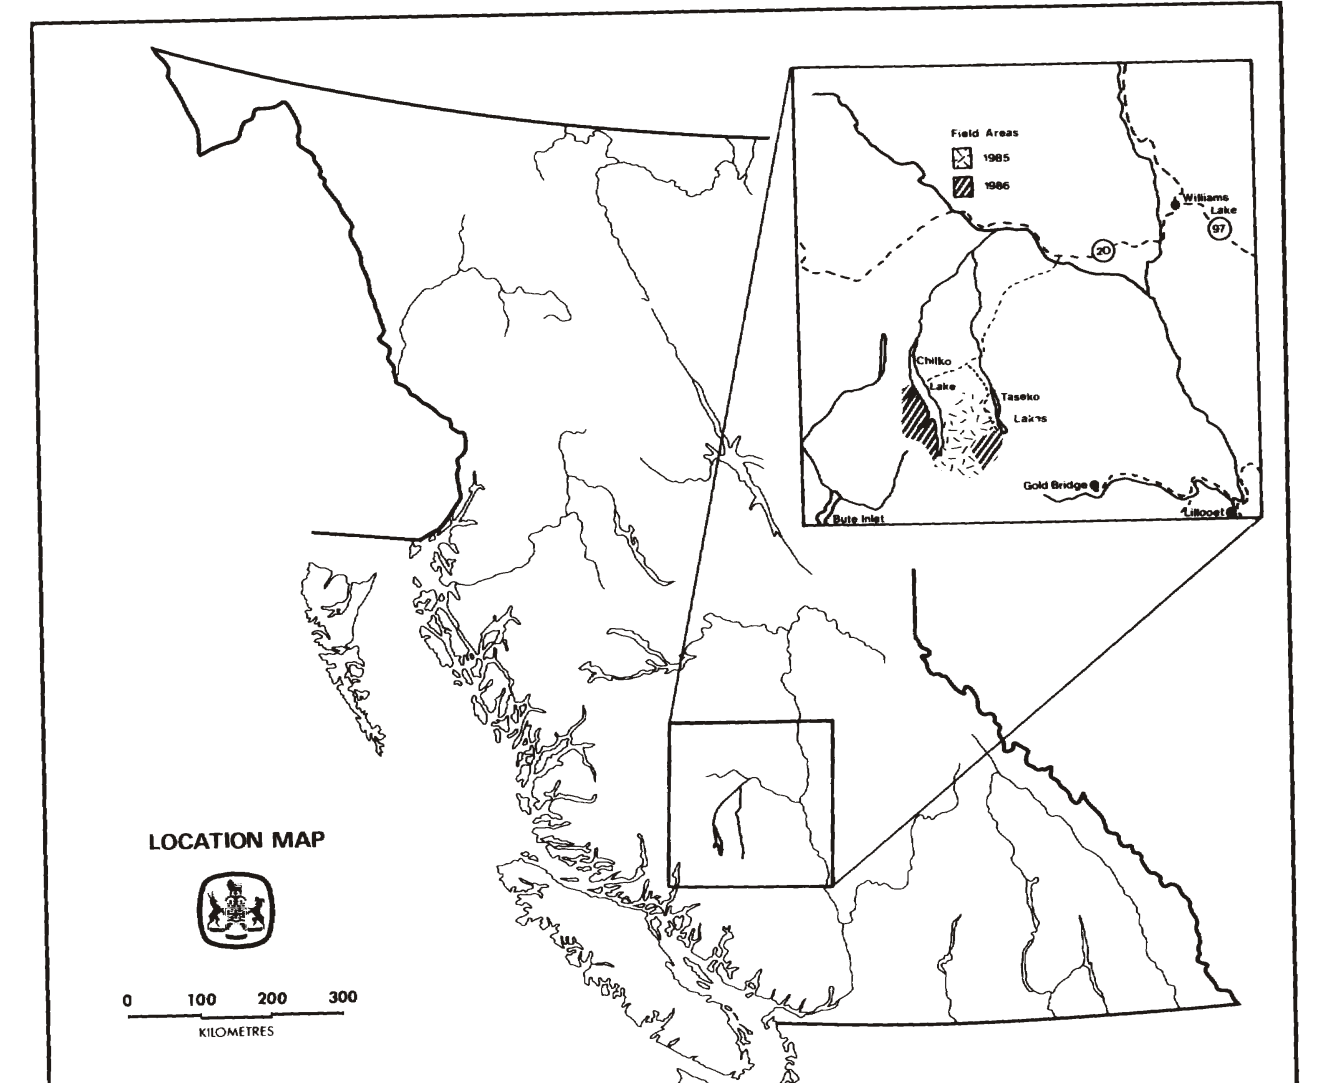 Field Areas
1985
1986
Williams
Lake
97
20
Chilko
Lake
Taseko
Lakes
Gold Bridge
Lillooet
Bute Inlet
LOCATION MAP
0 100 200 300
KILOMETRES